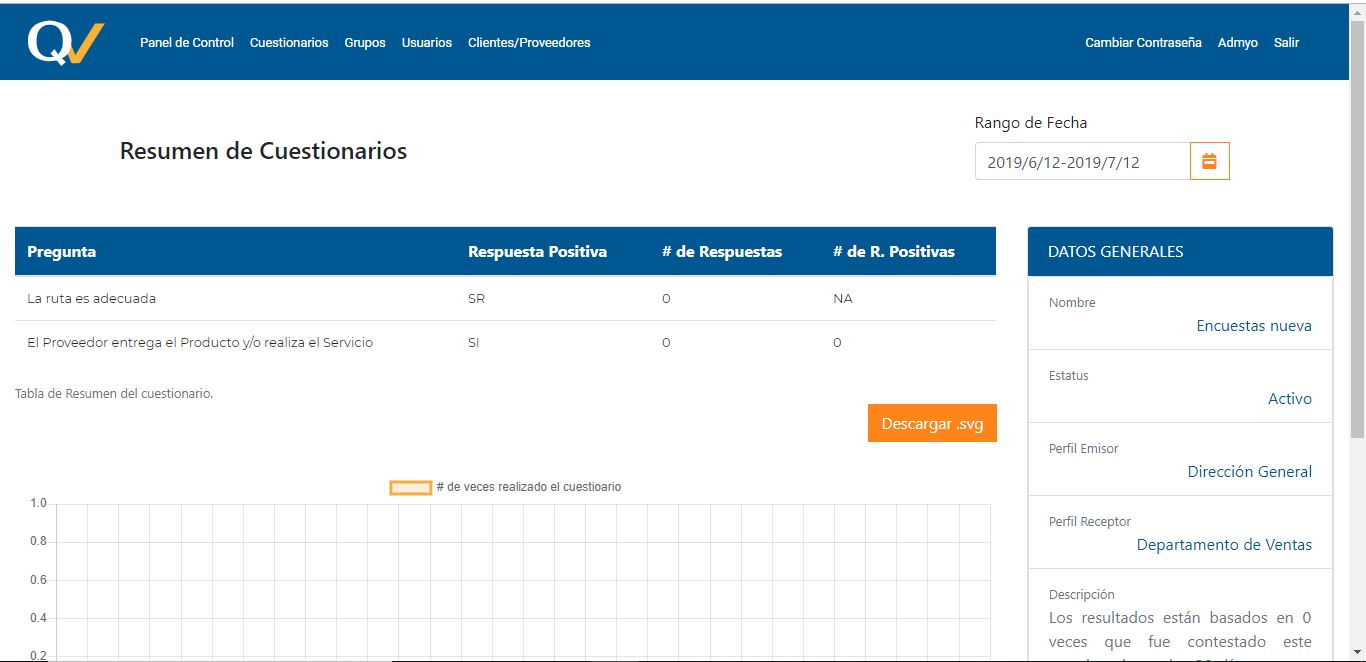 QV
Panel de Control Cuestionarios Grupos Usuarios Clientes/Proveedores Cambiar Contraseña Admyo Salir
Resumen de Cuestionarios
Rango de Fecha
2019/6/12-2019/7/12
Pregunta Respuesta Positiva # de Respuestas # de R. Positivas
La ruta es adecuada SR 0 NA
El Proveedor entrega el Producto y/o realiza el Servicio SI 0 0
Tabla de Resumen del cuestionario.
Descargar .svg
# de veces realizado el cuestioario
1.0
0.8
0.6
0.4
0.2
DATOS GENERALES
Nombre
Encuestas nueva
Estatus
Activo
Perfil Emisor
Dirección General
Perfil Receptor
Departamento de Ventas
Descripción
Los resultados están basados en 0
veces que fue contestado este